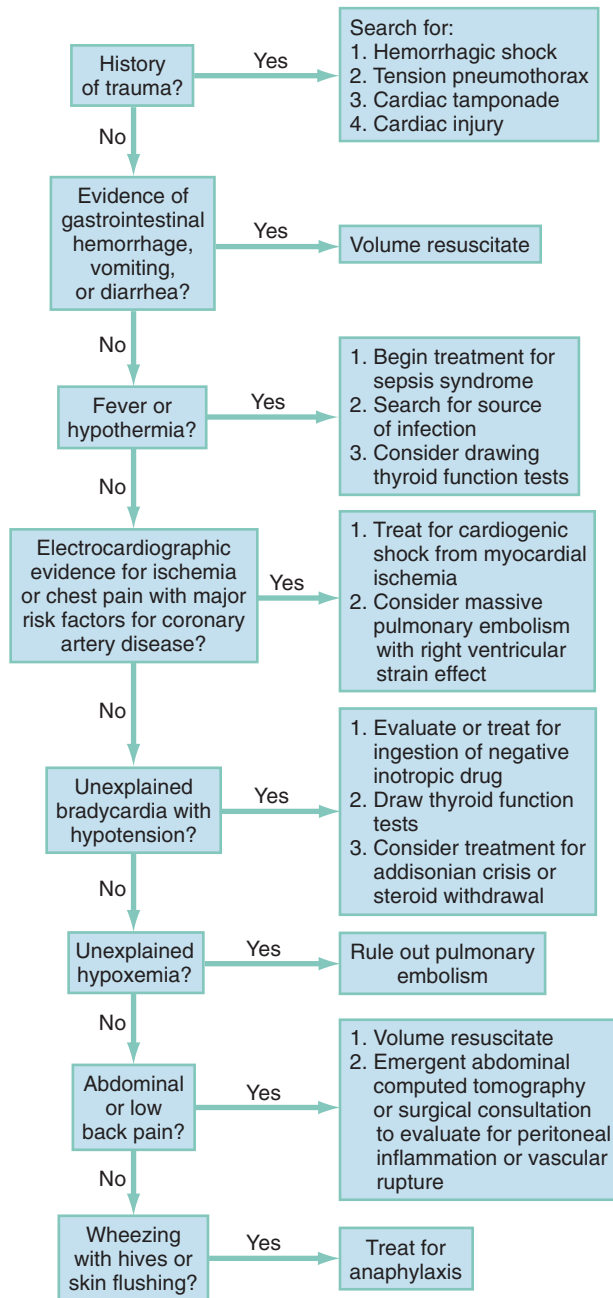 History
of trauma?
Yes
Search for:
1. Hemorrhagic shock
2. Tension pneumothorax
3. Cardiac tamponade
4. Cardiac injury
No
Evidence of
gastrointestinal
hemorrhage,
vomiting,
or diarrhea?
Yes
Volume resuscitate
No
Fever or
hypothermia?
Yes
1. Begin treatment for
sepsis syndrome
2. Search for source
of infection
3. Consider drawing
thyroid function tests
No
Electrocardiographic
evidence for ischemia
or chest pain with major
risk factors for coronary
artery disease?
Yes
1. Treat for cardiogenic
shock from myocardial
ischemia
2. Consider massive
pulmonary embolism
with right ventricular
strain effect
No
Unexplained
bradycardia with
hypotension?
Yes
1. Evaluate or treat for
ingestion of negative
inotropic drug
2. Draw thyroid function
tests
3. Consider treatment for
addisonian crisis or
steroid withdrawal
No
Unexplained
hypoxemia?
Yes
Rule out pulmonary
embolism
No
Abdominal
or low
back pain?
Yes
1. Volume resuscitate
2. Emergent abdominal
computed tomography
or surgical consultation
to evaluate for peritoneal
inflammation or vascular
rupture
No
Wheezing
with hives or
skin flushing?
Yes
Treat for
anaphylaxis